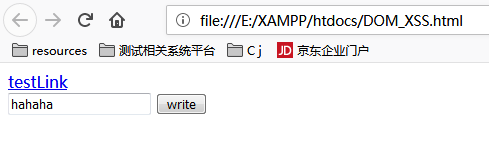 file:///E:/XAMPP/htdocs/DOM_XSS.html
resources 测试相关系统平台 C j JD 京东企业门户
testLink
hahaha write